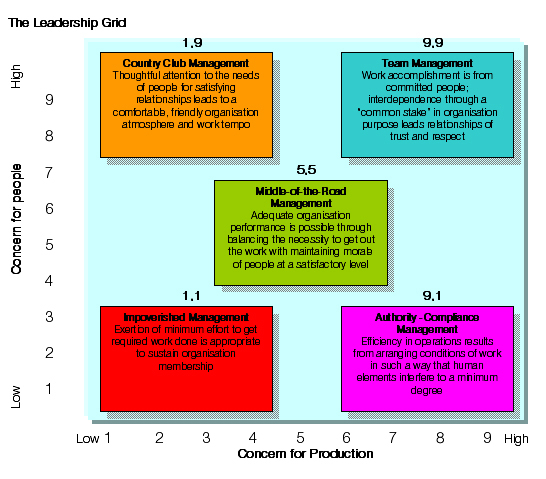 The Leadership Grid
1,9
9,9
High
Country Club Management
Thoughtful attention to the needs
of people for satisfying
relationships leads to a
comfortable, friendly organisation
atmosphere and work tempo
Team Management
Work accomplishment is from
committed people;
interdependence through a
"common stake" in organisation
purpose leads relationships of
trust and respect
9
8
7
6
5
4
3
2
1
Concern for people
5,5
Middle-of-the-Road
Management
Adequate organisation
performance is possible through
balancing the necessity to get out
the work with maintaining morale
of people at a satisfactory level
1,1
9,1
Impoverished Management
Exertion of minimum effort to get
required work done is appropriate
to sustain organisation
membership
Authority - Compliance
Management
Efficiency in operations results
from arranging conditions of work
in such a way that human
elements interfere to a minimum
degree
Low
Low 1 2 3 4 5 6 7 8 9 High
Concern for Production